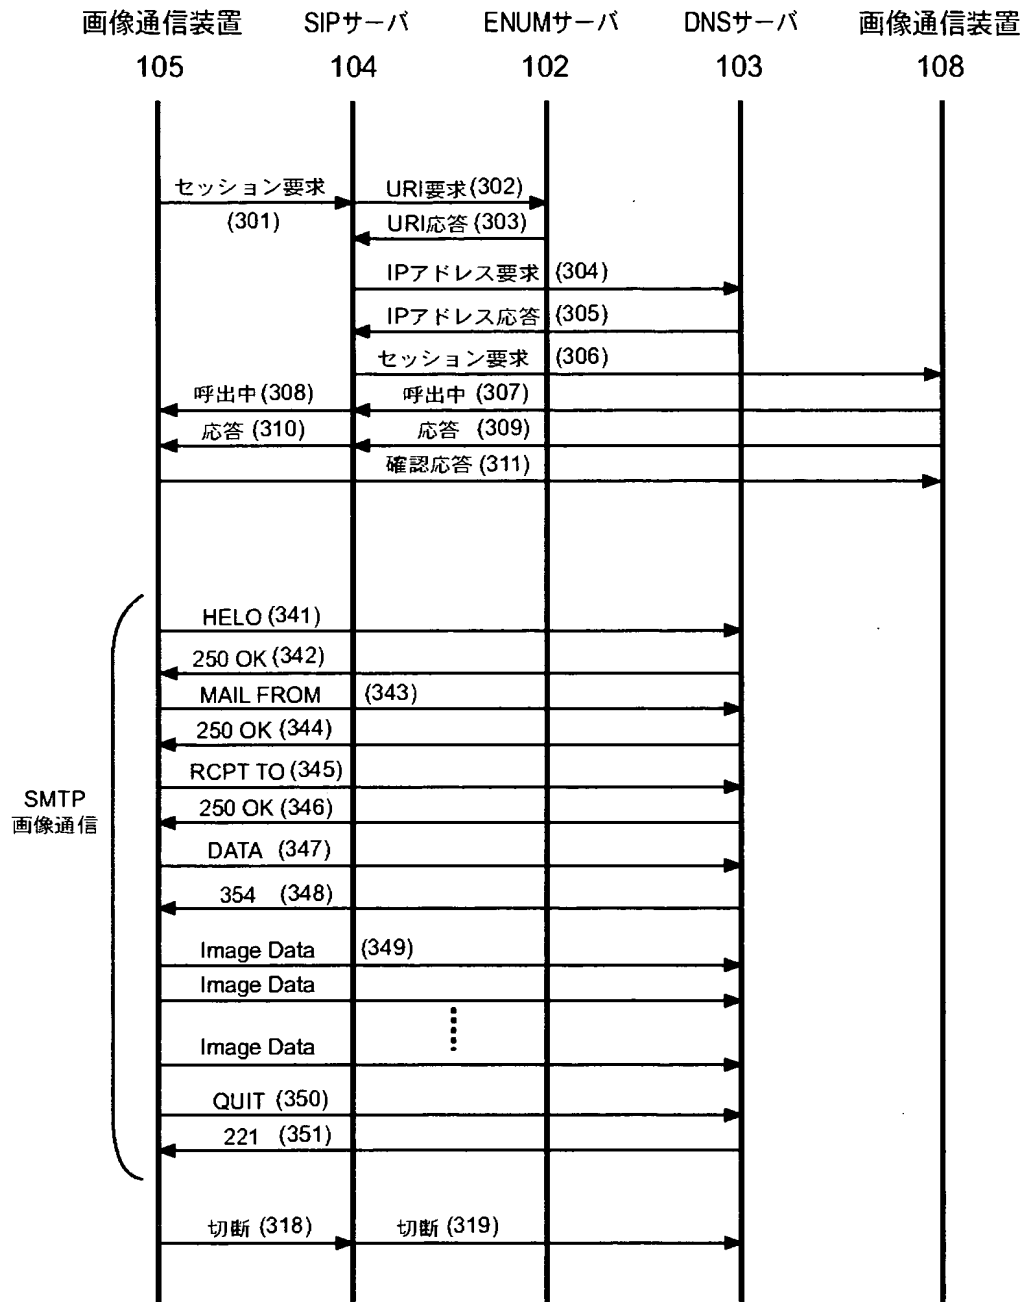 画像通信装置 SIPサーバ ENUMサーバ DNSサーバ 画像通信装置
105 104 102 103 108
セッション要求 URI要求(302)
(301) URI応答(303)
IPアドレス要求 (304)
IPアドレス応答 (305)
セッション要求 (306)
呼出中(308) 呼出中(307)
応答(310) 応答 (309)
確認応答(311)
HELO(341)
250 OK(342)
MAIL FROM (343)
250 OK(344)
RCPT TO(345)
250 OK(346)
SMTP
画像通信
DATA (347)
354 (348)
Image Data (349)
Image Data
Image Data
QUIT(350)
221 (351)
切断(318) 切断(319)